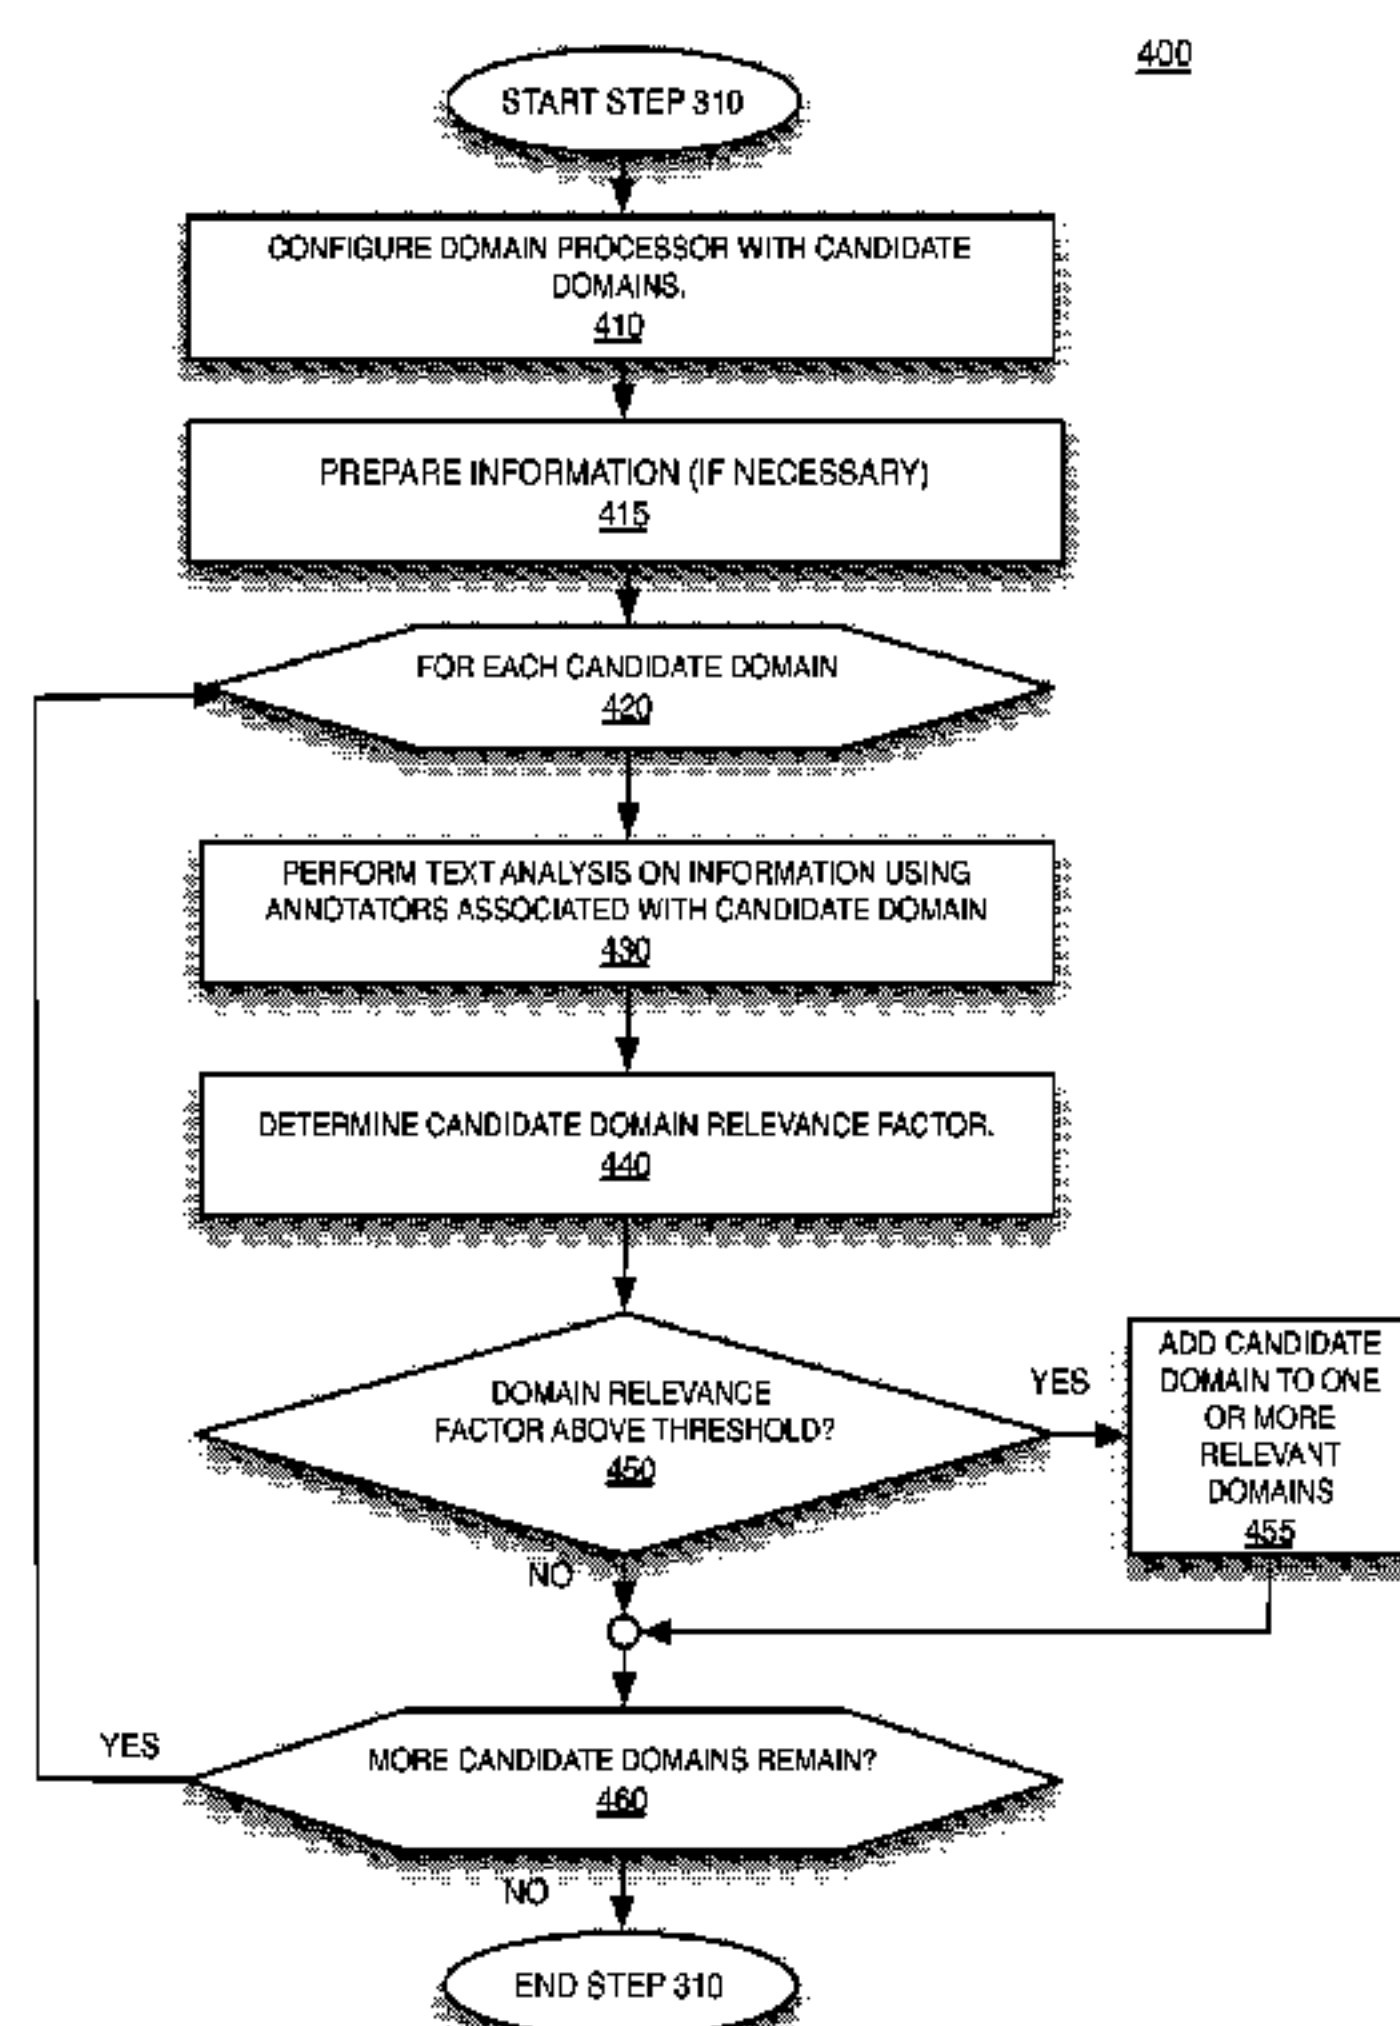 400
START STEP 310
CONFIGURE DOMAIN PROCESSOR WITH CANDIDATE
DOMAINS.
410
PREPARE INFORMATION (IF NECESSARY)
415
FOR EACH CANDIDATE DOMAIN
420
PERFORM TEXT ANALYSIS ON INFORMATION USING
ANNOTATORS ASSOCIATED WITH CANDIDATE DOMAIN
430
DETERMINE CANDIDATE DOMAIN RELEVANCE FACTOR.
440
DOMAIN RELEVANCE
FACTOR ABOVE THRESHOLD?
450
YES
ADD CANDIDATE
DOMAIN TO ONE
OR MORE
RELEVANT
DOMAINS
455
NO
YES
MORE CANDIDATE DOMAINS REMAIN?
460
NO
END STEP 310